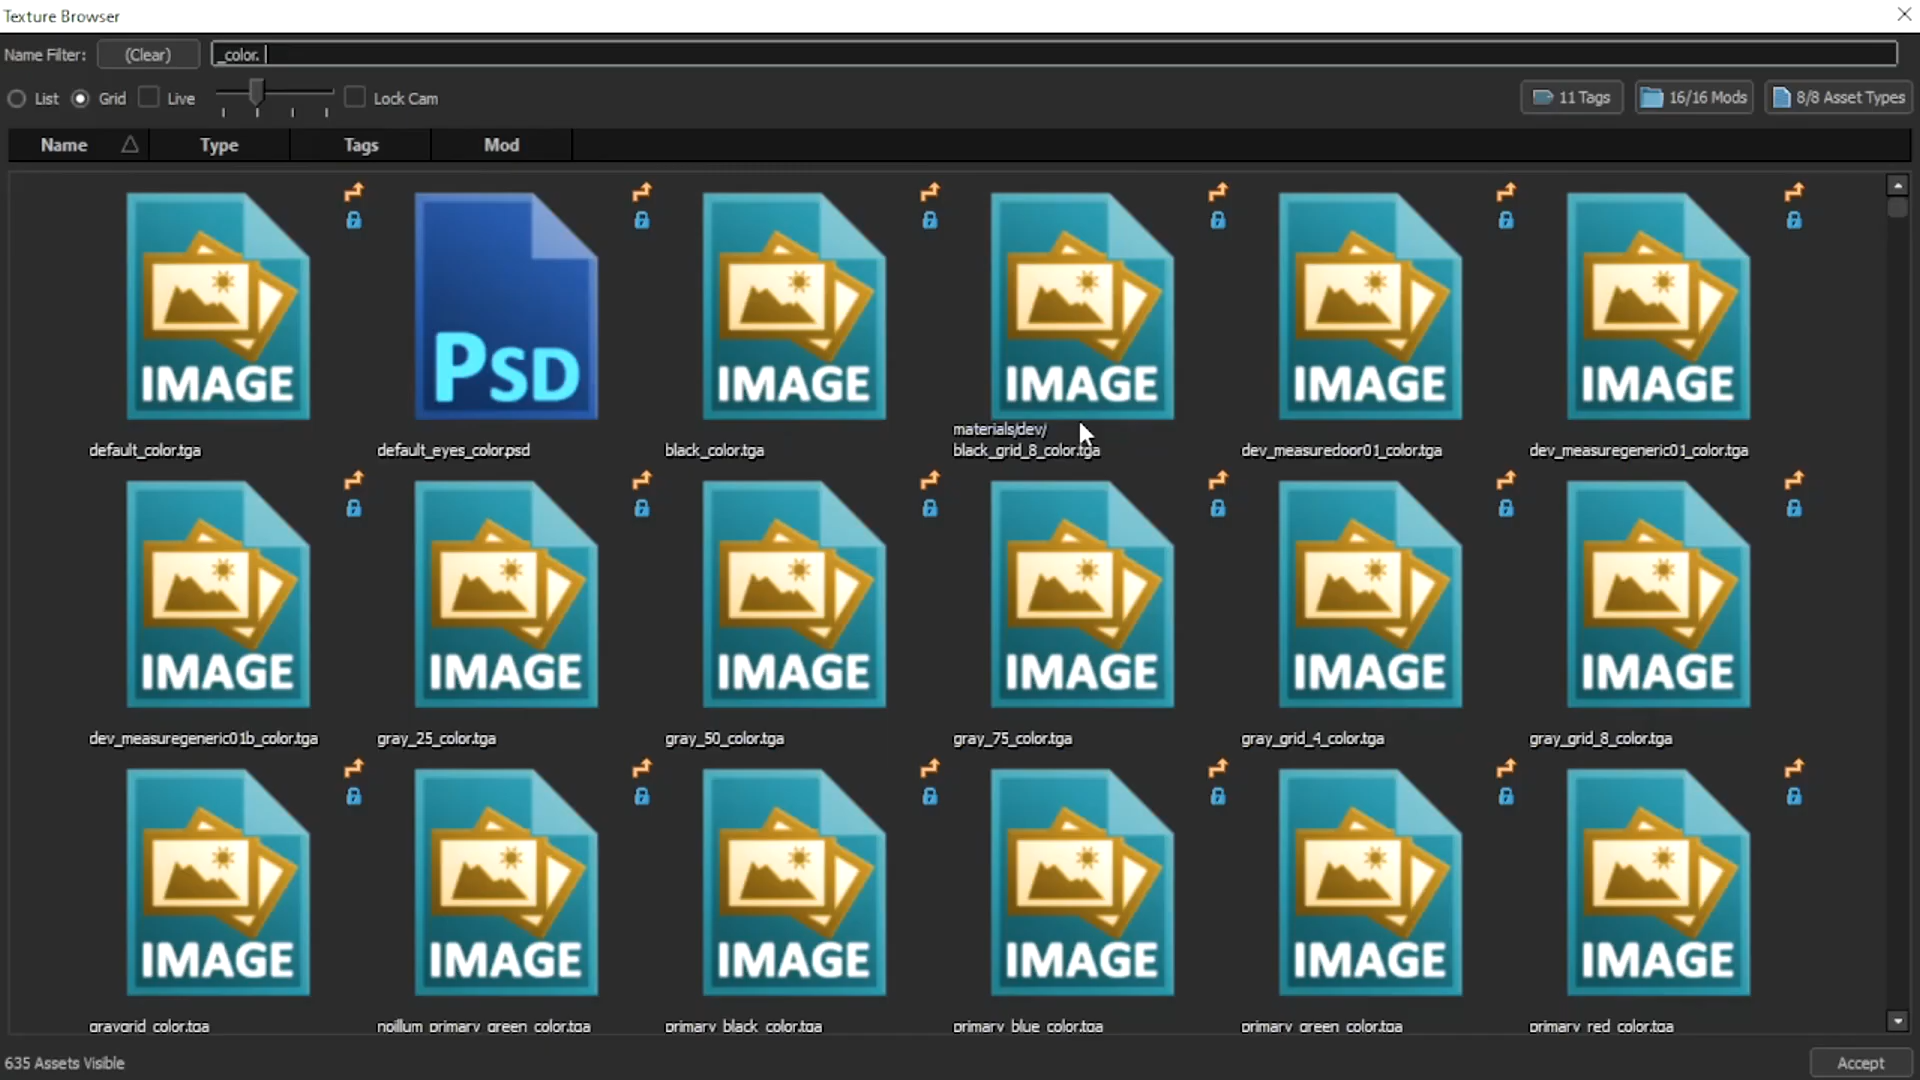 Texture Browser
Name Filter:
(Clear)
_color.
List
Grid
Live
Lock Cam
11 Tags
16/16 Mods
8/8 Asset Types
Name
Type
Tags
Mod
IMAGE
PSD
IMAGE
IMAGE
IMAGE
IMAGE
default_color.tga
default_eyes_color.psd
black_color.tga
materials/dev/
black_grid_8_color.tga
dev_measuredoor01_color.tga
dev_measuregeneric01_color.tga
IMAGE
IMAGE
IMAGE
IMAGE
IMAGE
IMAGE
dev_measuregeneric01b_color.tga
gray_25_color.tga
gray_50_color.tga
gray_75_color.tga
gray_grid_4_color.tga
gray_grid_8_color.tga
IMAGE
IMAGE
IMAGE
IMAGE
IMAGE
IMAGE
graygrid_color.tga
noillum_primary_green_color.tga
primary_black_color.tga
primary_blue_color.tga
primary_green_color.tga
primary_red_color.tga
635 Assets Visible
Accept